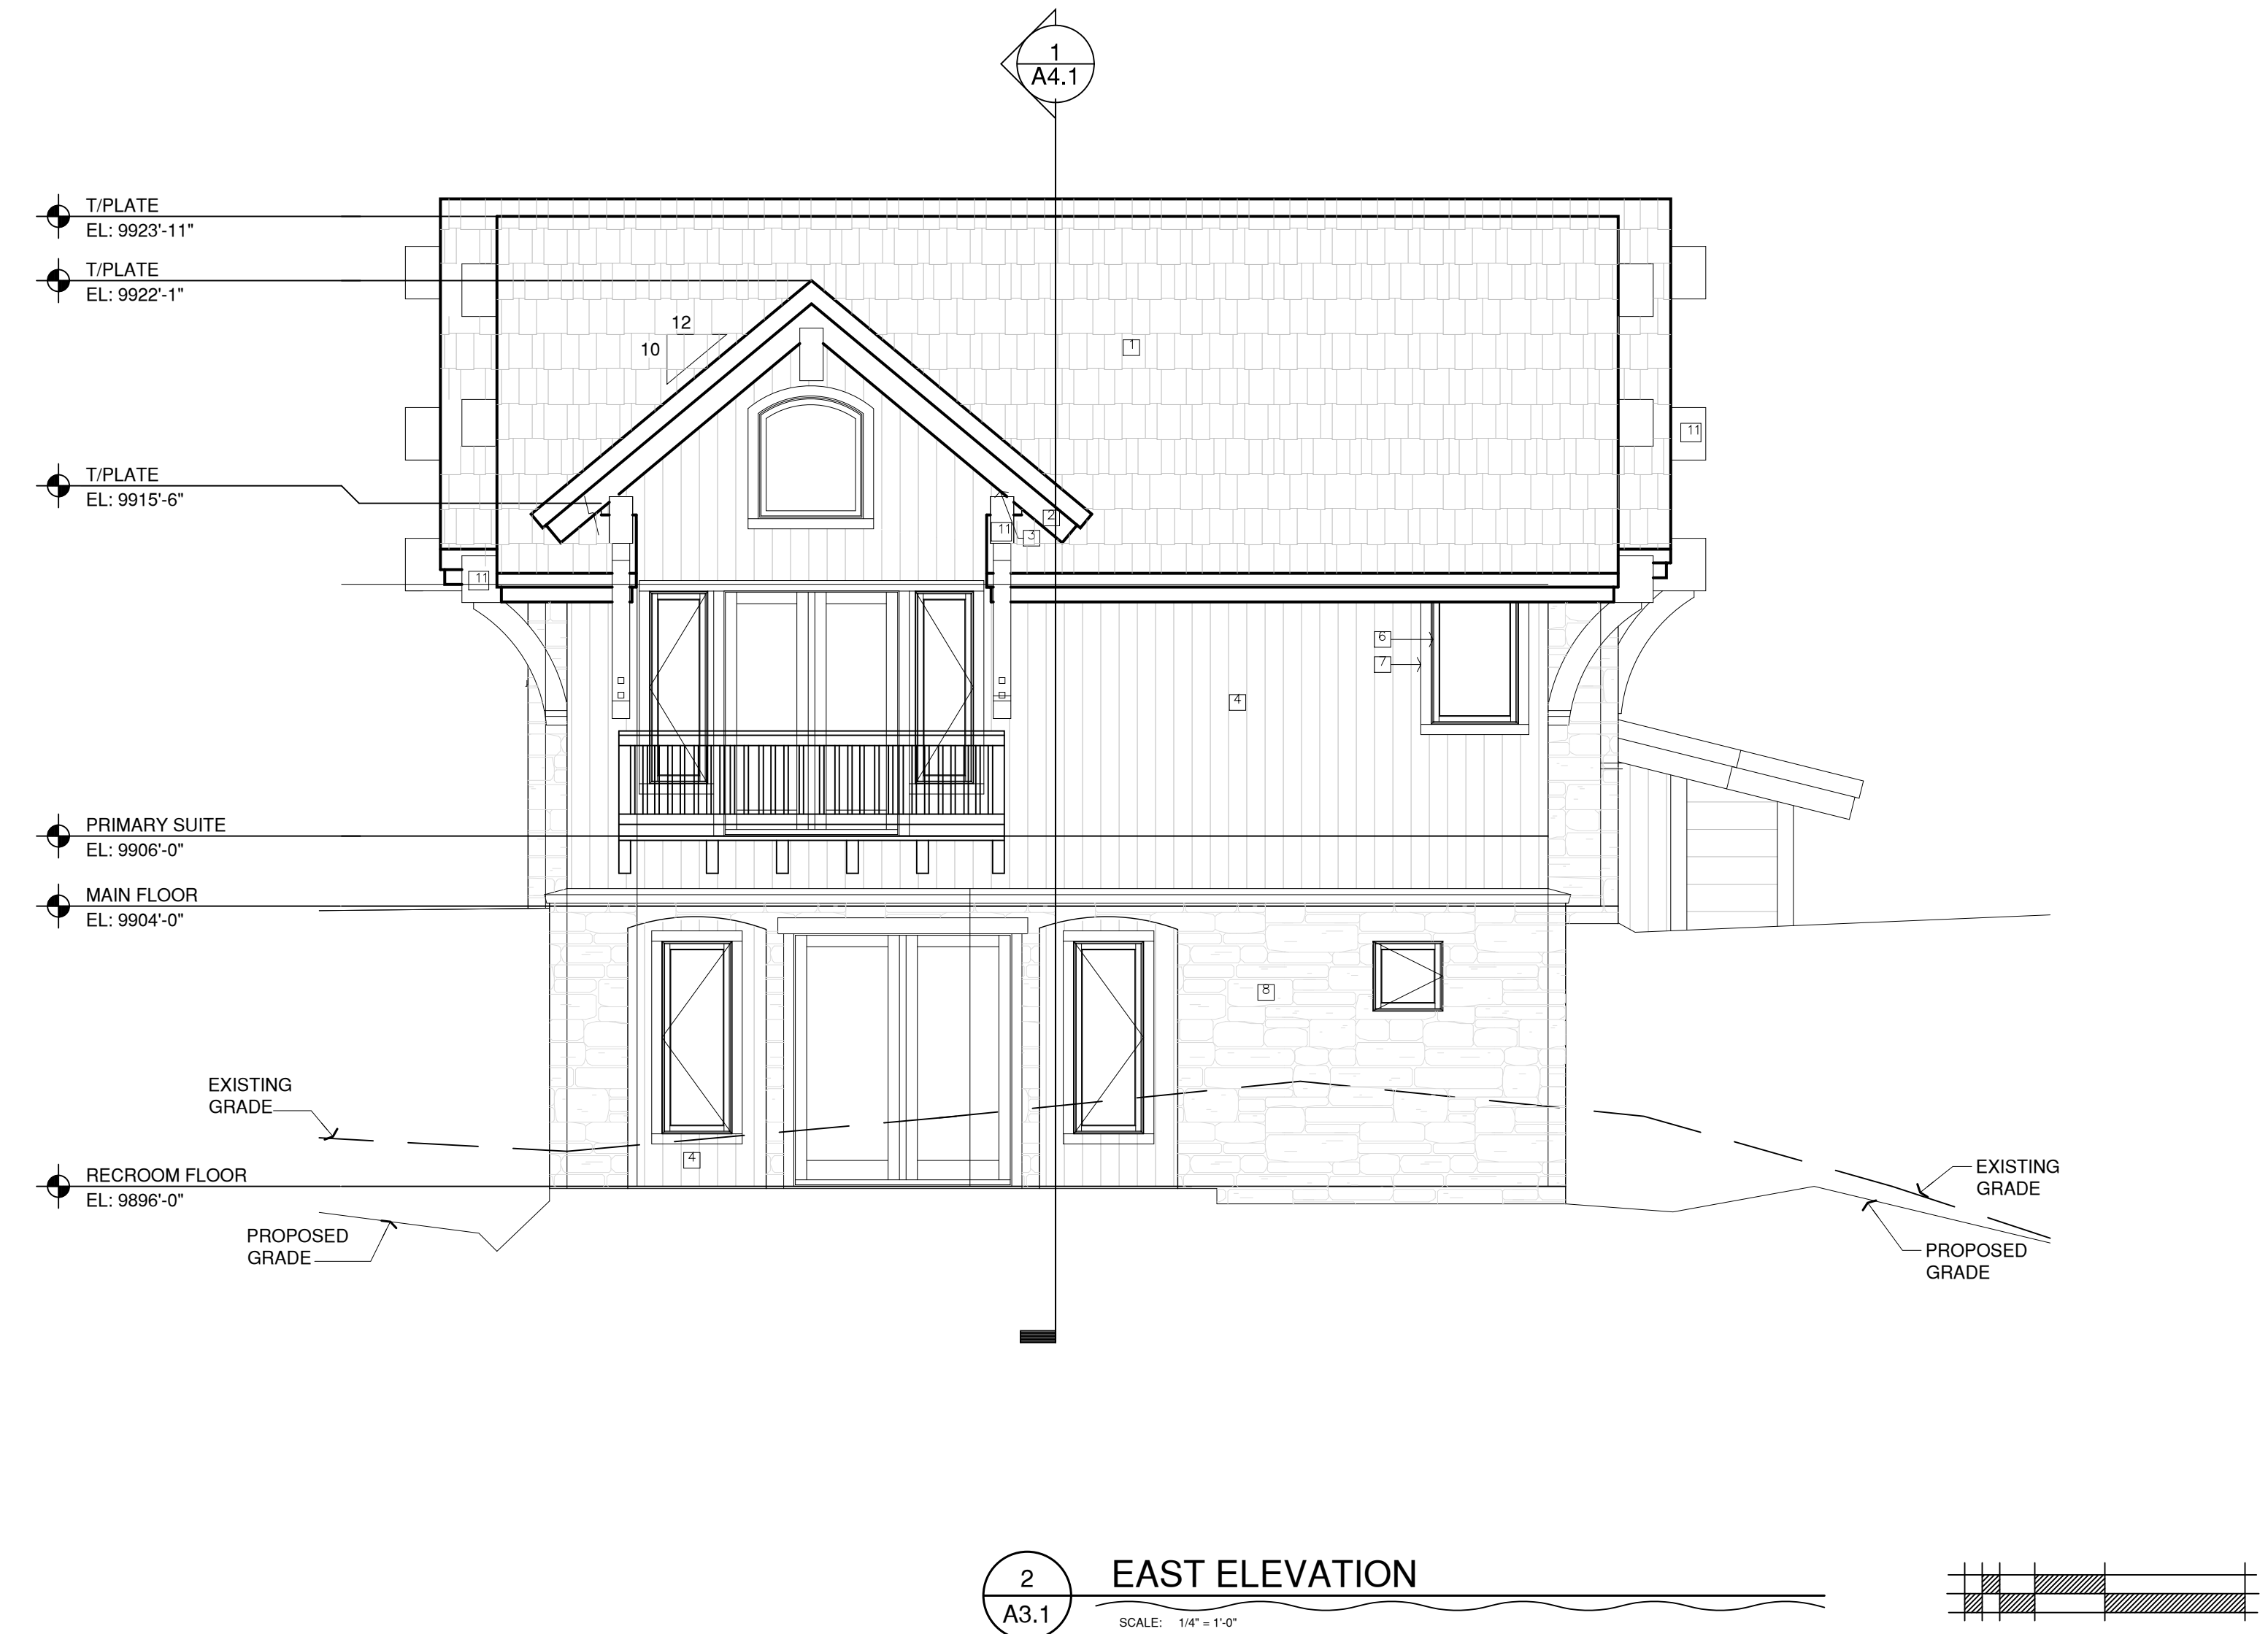 1
A4.1
T/PLATE
EL: 9923'-11"
T/PLATE
EL: 9922'-1"
12
10
1
11
T/PLATE
EL: 9915'-6"
2
11
3
11
6
7
4
PRIMARY SUITE
EL: 9906'-0"
MAIN FLOOR
EL: 9904'-0"
8
EXISTING
GRADE
4
RECROOM FLOOR
EL: 9896'-0"
EXISTING
GRADE
PROPOSED
GRADE
PROPOSED
GRADE
2
A3.1
EAST ELEVATION
SCALE: 1/4" = 1'-0"